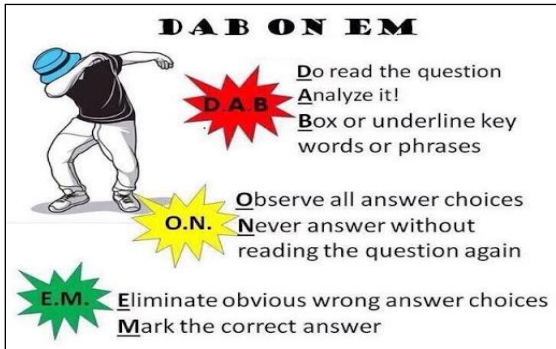 DAB ON EM
D.A.B
Do read the question
Analyze it!
Box or underline key
words or phrases
O.N.
Observe all answer choices
Never answer without
reading the question again
E.M.
Eliminate obvious wrong answer choices
Mark the correct answer